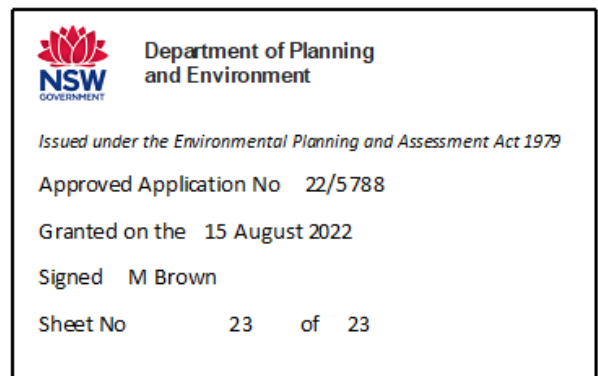 Department of Planning
and Environment
NSW
GOVERNMENT
Issued under the Environmental Planning and Assessment Act 1979
Approved Application No 22/5788
Granted on the 15 August 2022
Signed M Brown
Sheet No 23 of 23